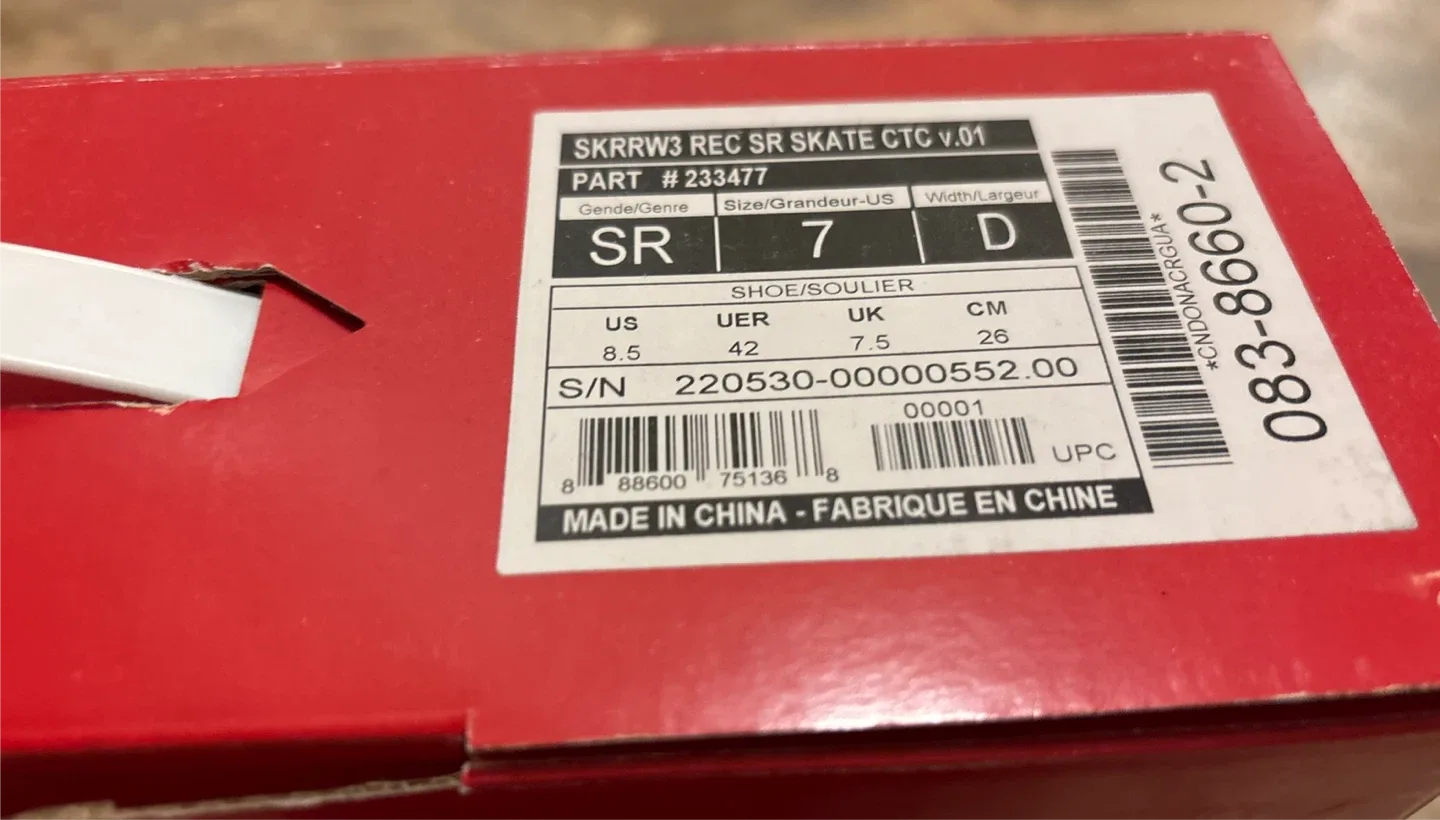 SKRRW3 REC SR SKATE CTC v.01
PART # 233477
Gende/Genre Size/Grandeur-US Width/Largeur
SR 7 D
SHOE/SOULIER
US UER UK CM
8.5 42 7.5 26
S/N 220530-00000552.00
00001
8 88600 75136 8 UPC
MADE IN CHINA - FABRIQUE EN CHINE
*CNDONACRGUA*
083-8660-2